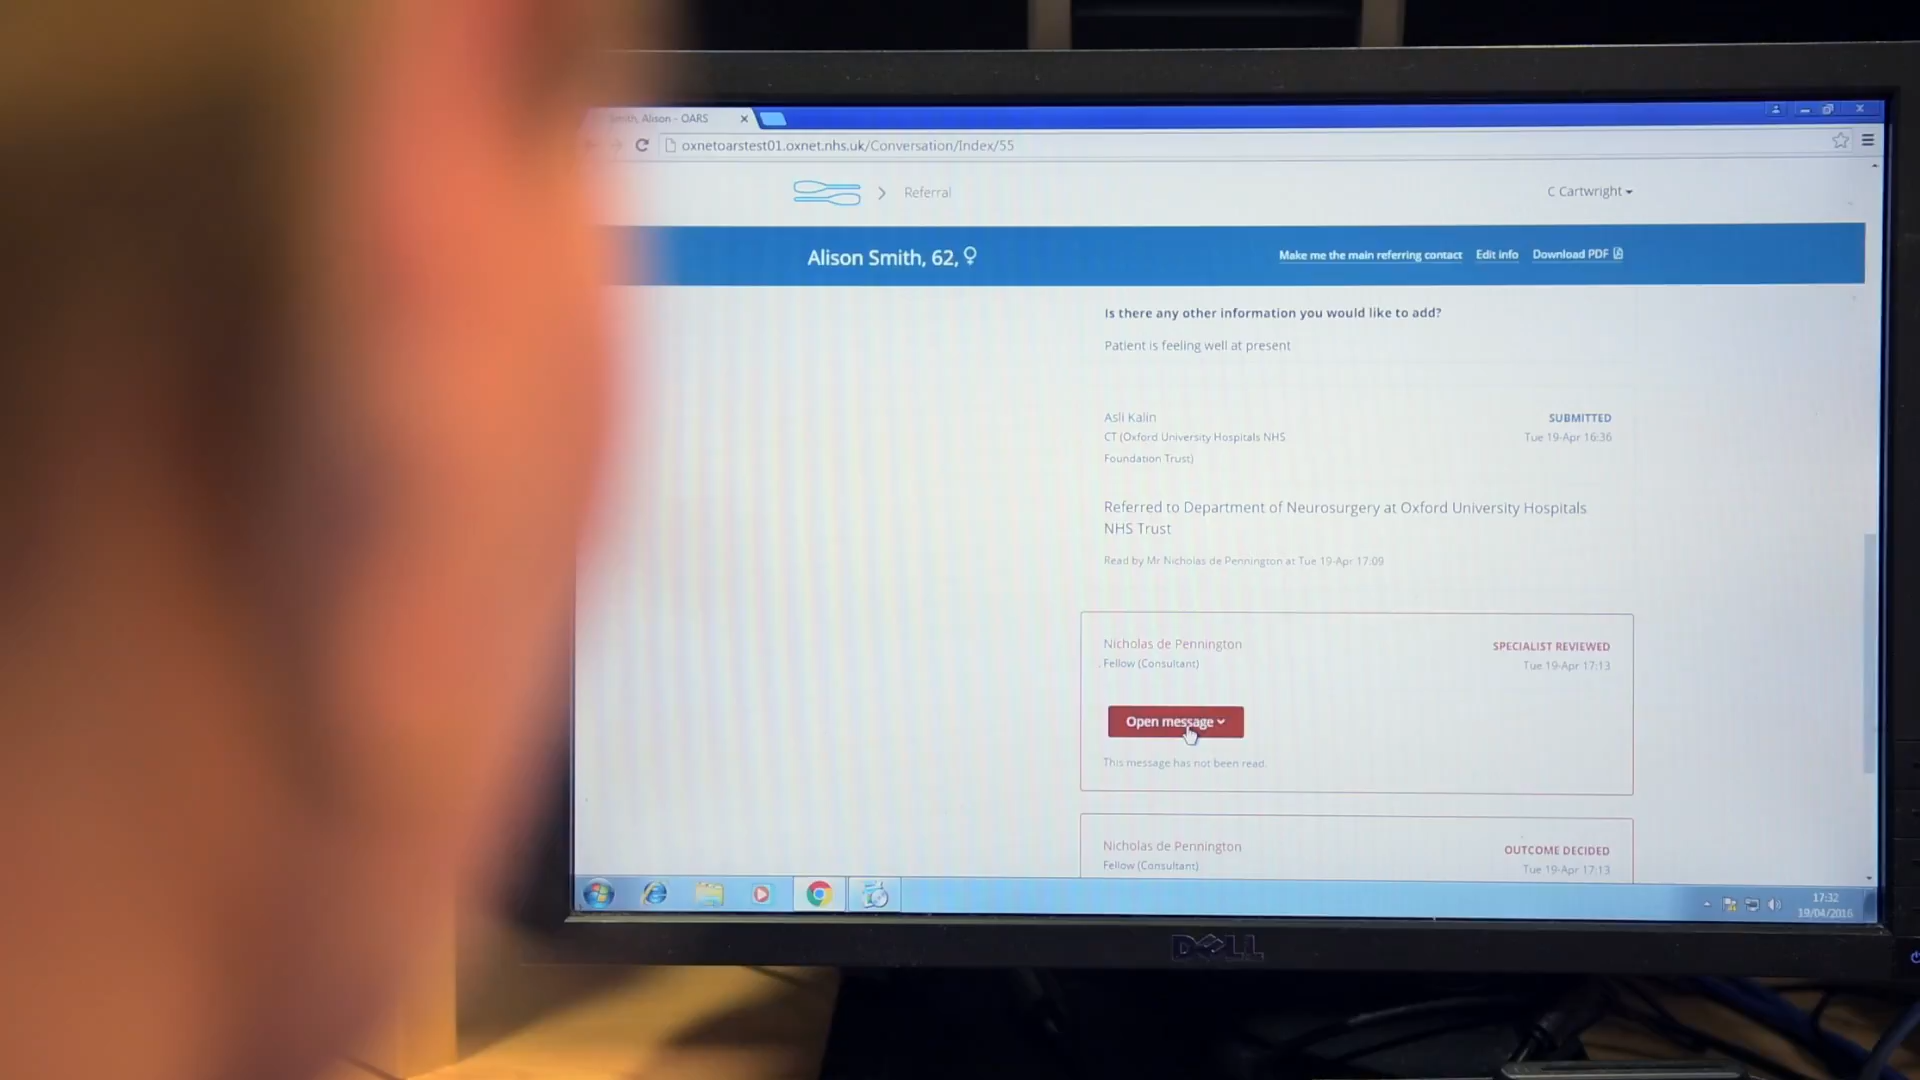 Smith, Alison - OARS
oxnetoarstest01.oxnet.nhs.uk/Conversation/Index/55
Referral
C Cartwright
Alison Smith, 62, ♀
Make me the main referring contact Edit info Download PDF
Is there any other information you would like to add?
Patient is feeling well at present
Asli Kalin
SUBMITTED
CT (Oxford University Hospitals NHS
Foundation Trust)
Tue 19-Apr 16:36
Referred to Department of Neurosurgery at Oxford University Hospitals
NHS Trust
Read by Mr Nicholas de Pennington at Tue 19-Apr 17:09
Nicholas de Pennington
SPECIALIST REVIEWED
Fellow (Consultant)
Tue 19-Apr 17:13
Open message
This message has not been read.
Nicholas de Pennington
OUTCOME DECIDED
Fellow (Consultant)
Tue 19-Apr 17:13
17:32
19/04/2016
DELL